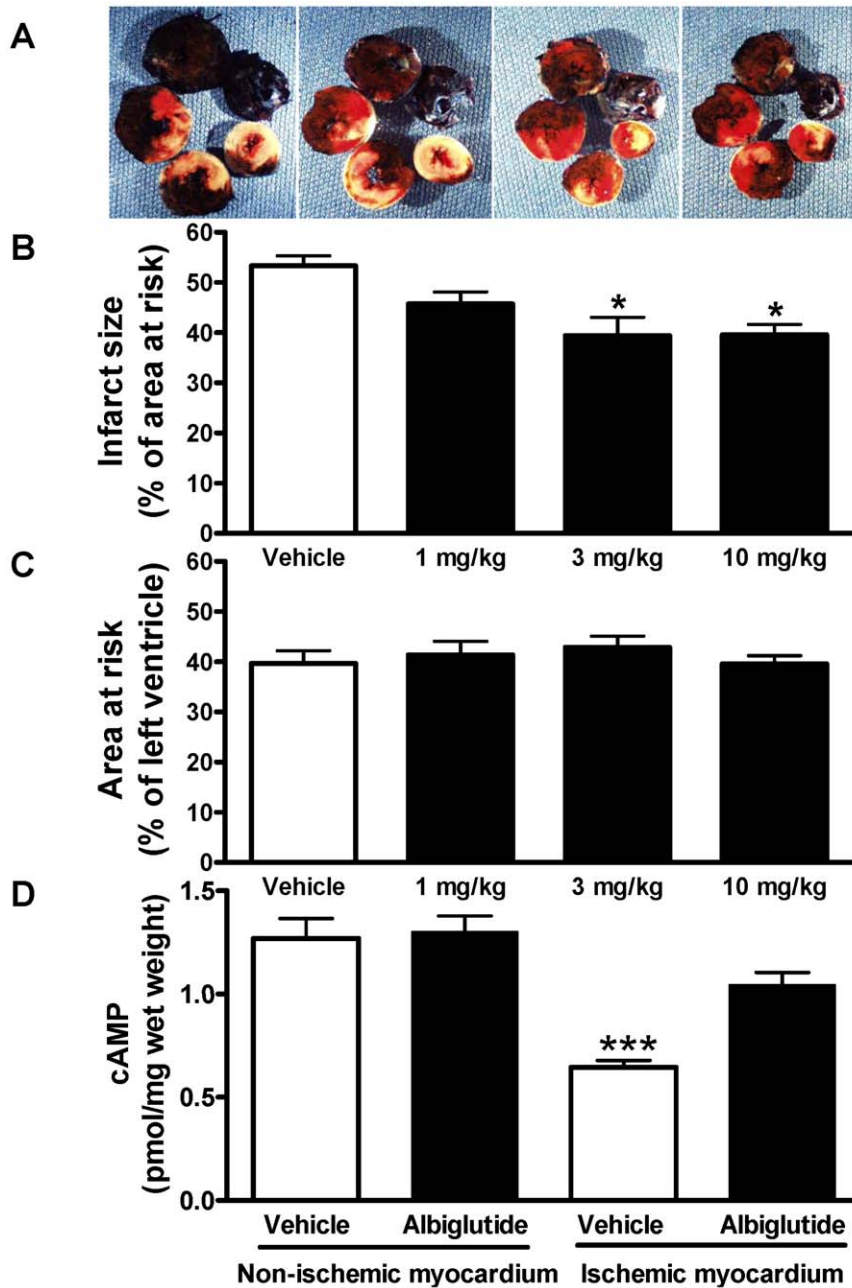 A
B
Infarct size
(% of area at risk)
60
50
40
30
20
10
0
*
*
Vehicle
1 mg/kg
3 mg/kg
10 mg/kg
C
Area at risk
(% of left ventricle)
60
50
40
30
20
10
0
Vehicle
1 mg/kg
3 mg/kg
10 mg/kg
D
cAMP
(pmol/mg wet weight)
1.5
1.0
0.5
0.0
***
Vehicle
Albiglutide
Vehicle
Albiglutide
Non-ischemic myocardium
Ischemic myocardium